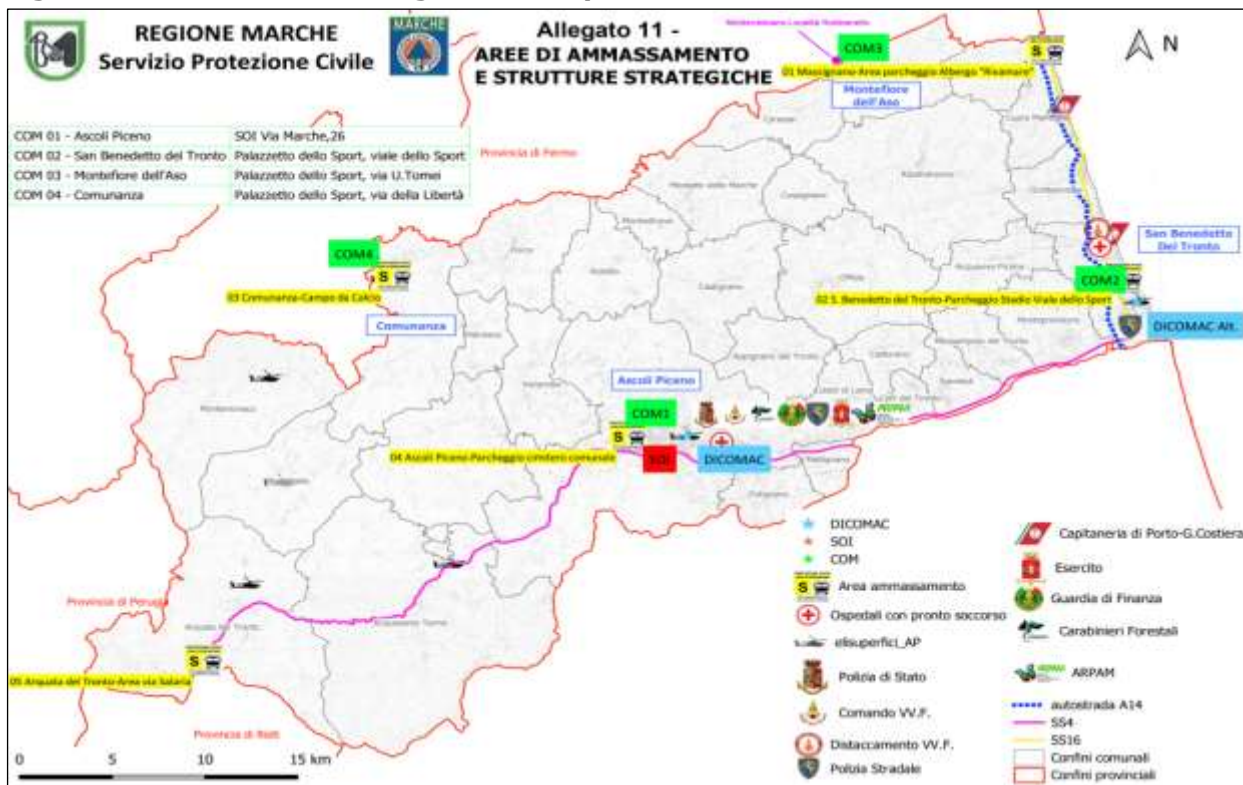 REGIONE MARCHE
Servizio Protezione Civile
MARCHE
Allegato 11 -
AREE DI AMMASSAMENTO
E STRUTTURE STRATEGICHE
N
COM 01 - Ascoli Piceno SOI Via Marche,26
COM 02 - San Benedetto del Tronto Palazzetto dello Sport, viale dello Sport
COM 03 - Montefiore dell'Aso Palazzetto dello Sport, via U.Tomei
COM 04 - Comunanza Palazzetto dello Sport, via della Libertà
COM3
01 Massignano-Area parcheggio Albergo "Rivamare"
Montefiore
dell'Aso
Provincia di Fermo
COM4
03 Comunanza-Campo da Calcio
Comunanza
San Benedetto
Del Tronto
COM2
02 S. Benedetto del Tronto-Parcheggio Stadio Viale dello Sport
DICOMAC Alt.
Offida
Ascoli Piceno
COM1
04 Ascoli Piceno-Parcheggio cimitero comunale
SOI
DICOMAC
Provincia di Perugia
Arquata del Tronto
Acquasanta Terme
05 Arquata del Tronto-Area via Salaria
Provincia di Rieti
0 5 10 15 km
DICOMAC
SOI
COM
S Area ammassamento
Ospedali con pronto soccorso
elisuperfici_AP
Polizia di Stato
Comando VV.F.
Distaccamento VV.F.
Polizia Stradale
Capitaneria di Porto-G.Costiera
Esercito
Guardia di Finanza
Carabinieri Forestali
ARPAM
autostrada A14
SS4
SS16
Confini comunali
Confini provinciali